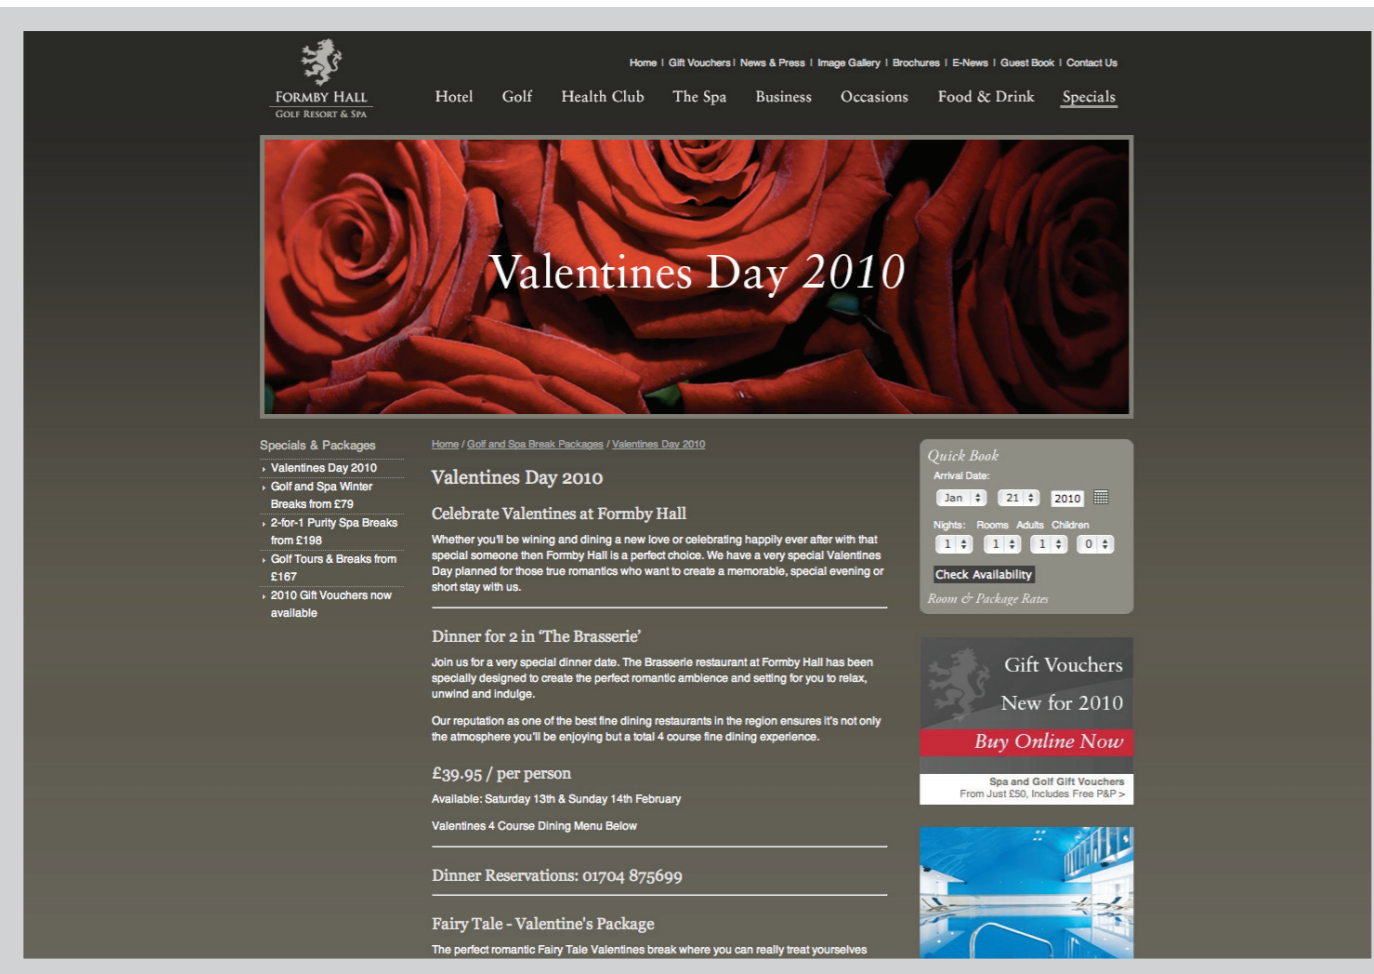 FORMBY HALL
GOLF RESORT & SPA
Home | Gift Vouchers | News & Press | Image Gallery | Brochures | E-News | Guest Book | Contact Us
Hotel Golf Health Club The Spa Business Occasions Food & Drink Specials
Valentines Day 2010
Specials & Packages
Valentines Day 2010
Golf and Spa Winter
Breaks from £79
2-for-1 Purity Spa Breaks
from £198
Golf Tours & Breaks from
£167
2010 Gift Vouchers now
available
Home / Golf and Spa Break Packages / Valentines Day 2010
Valentines Day 2010
Celebrate Valentines at Formby Hall
Whether you'll be wining and dining a new love or celebrating happily ever after with that
special someone then Formby Hall is a perfect choice. We have a very special Valentines
Day planned for those true romantics who want to create a memorable, special evening or
short stay with us.
Dinner for 2 in ‘The Brasserie’
Join us for a very special dinner date. The Brasserie restaurant at Formby Hall has been
specially designed to create the perfect romantic ambience and setting for you to relax,
unwind and indulge.
Our reputation as one of the best fine dining restaurants in the region ensures it's not only
the atmosphere you'll be enjoying but a total 4 course fine dining experience.
£39.95 / per person
Available: Saturday 13th & Sunday 14th February
Valentines 4 Course Dining Menu Below
Dinner Reservations: 01704 875699
Fairy Tale - Valentine's Package
The perfect romantic Fairy Tale Valentines break where you can really treat yourselves
Quick Book
Arrival Date:
Jan 21 2010
Nights: Rooms Adults Children
1 1 1 0
Check Availability
Room & Package Rates
Gift Vouchers
New for 2010
Buy Online Now
Spa and Golf Gift Vouchers
From Just £50, Includes Free P&P >